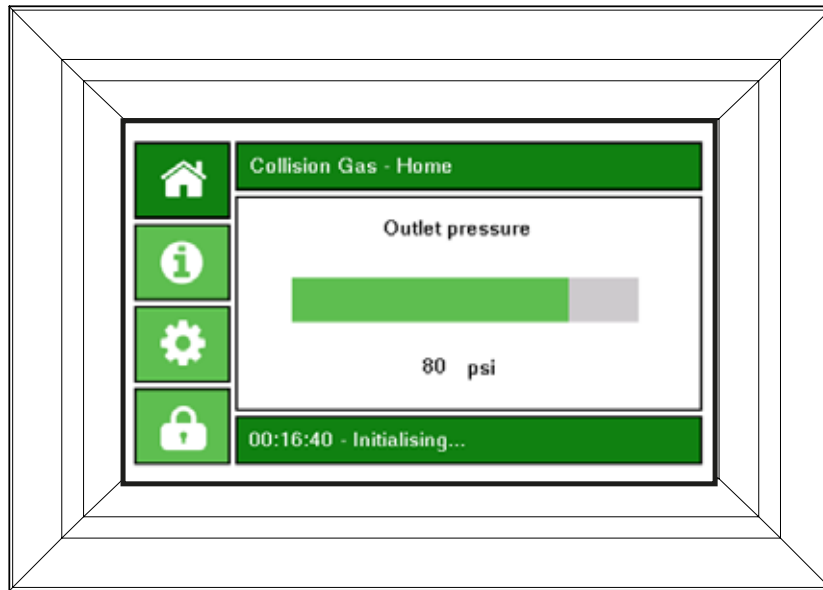 Collision Gas - Home
Outlet pressure
80 psi
00:16:40 - Initialising...